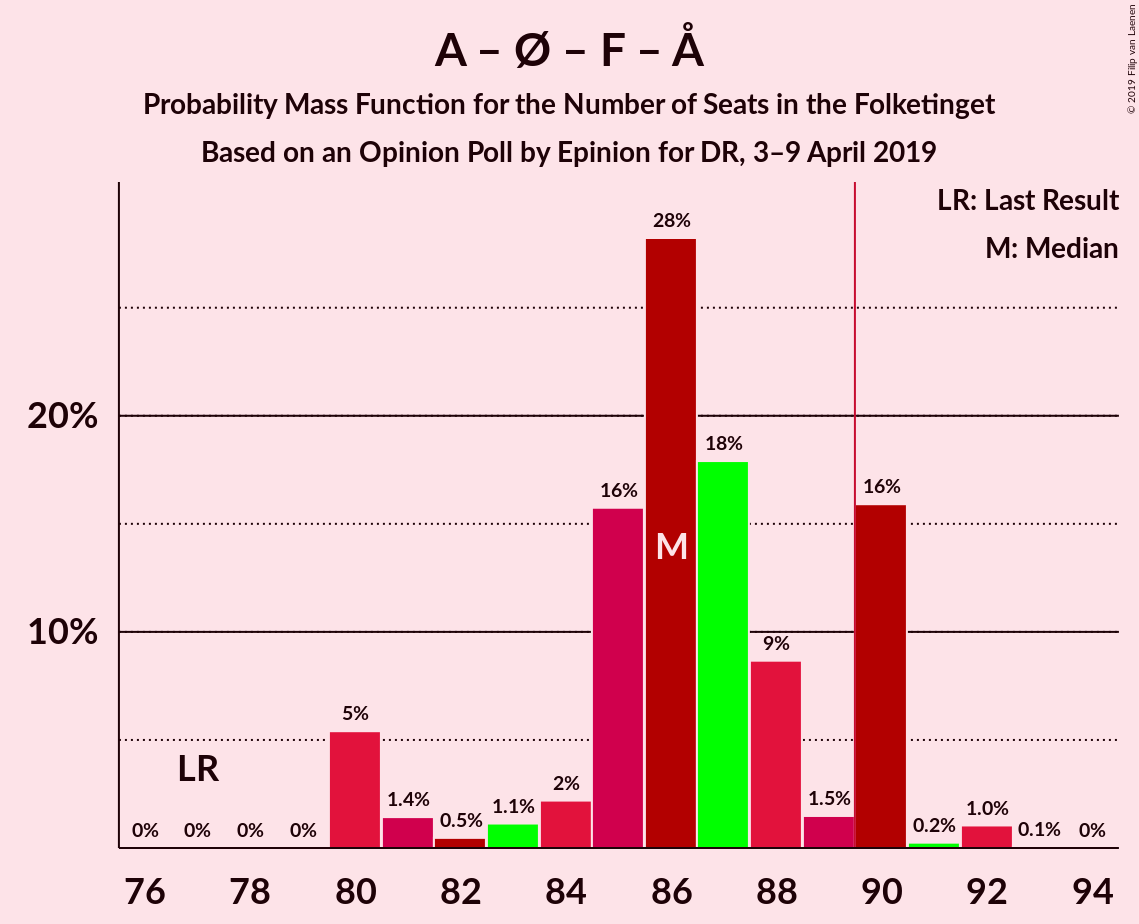 A – Ø – F – Å
Probability Mass Function for the Number of Seats in the Folketinget
Based on an Opinion Poll by Epinion for DR, 3–9 April 2019
© 2019 Filip van Laenen
LR: Last Result
M: Median
28%
20%
18%
16%
16%
M
10%
9%
5%
LR
2%
1.4%
0.5%
1.1%
1.5%
0.2%
1.0%
0.1%
0%
0%
0%
0%
0%
76 78 80 82 84 86 88 90 92 94